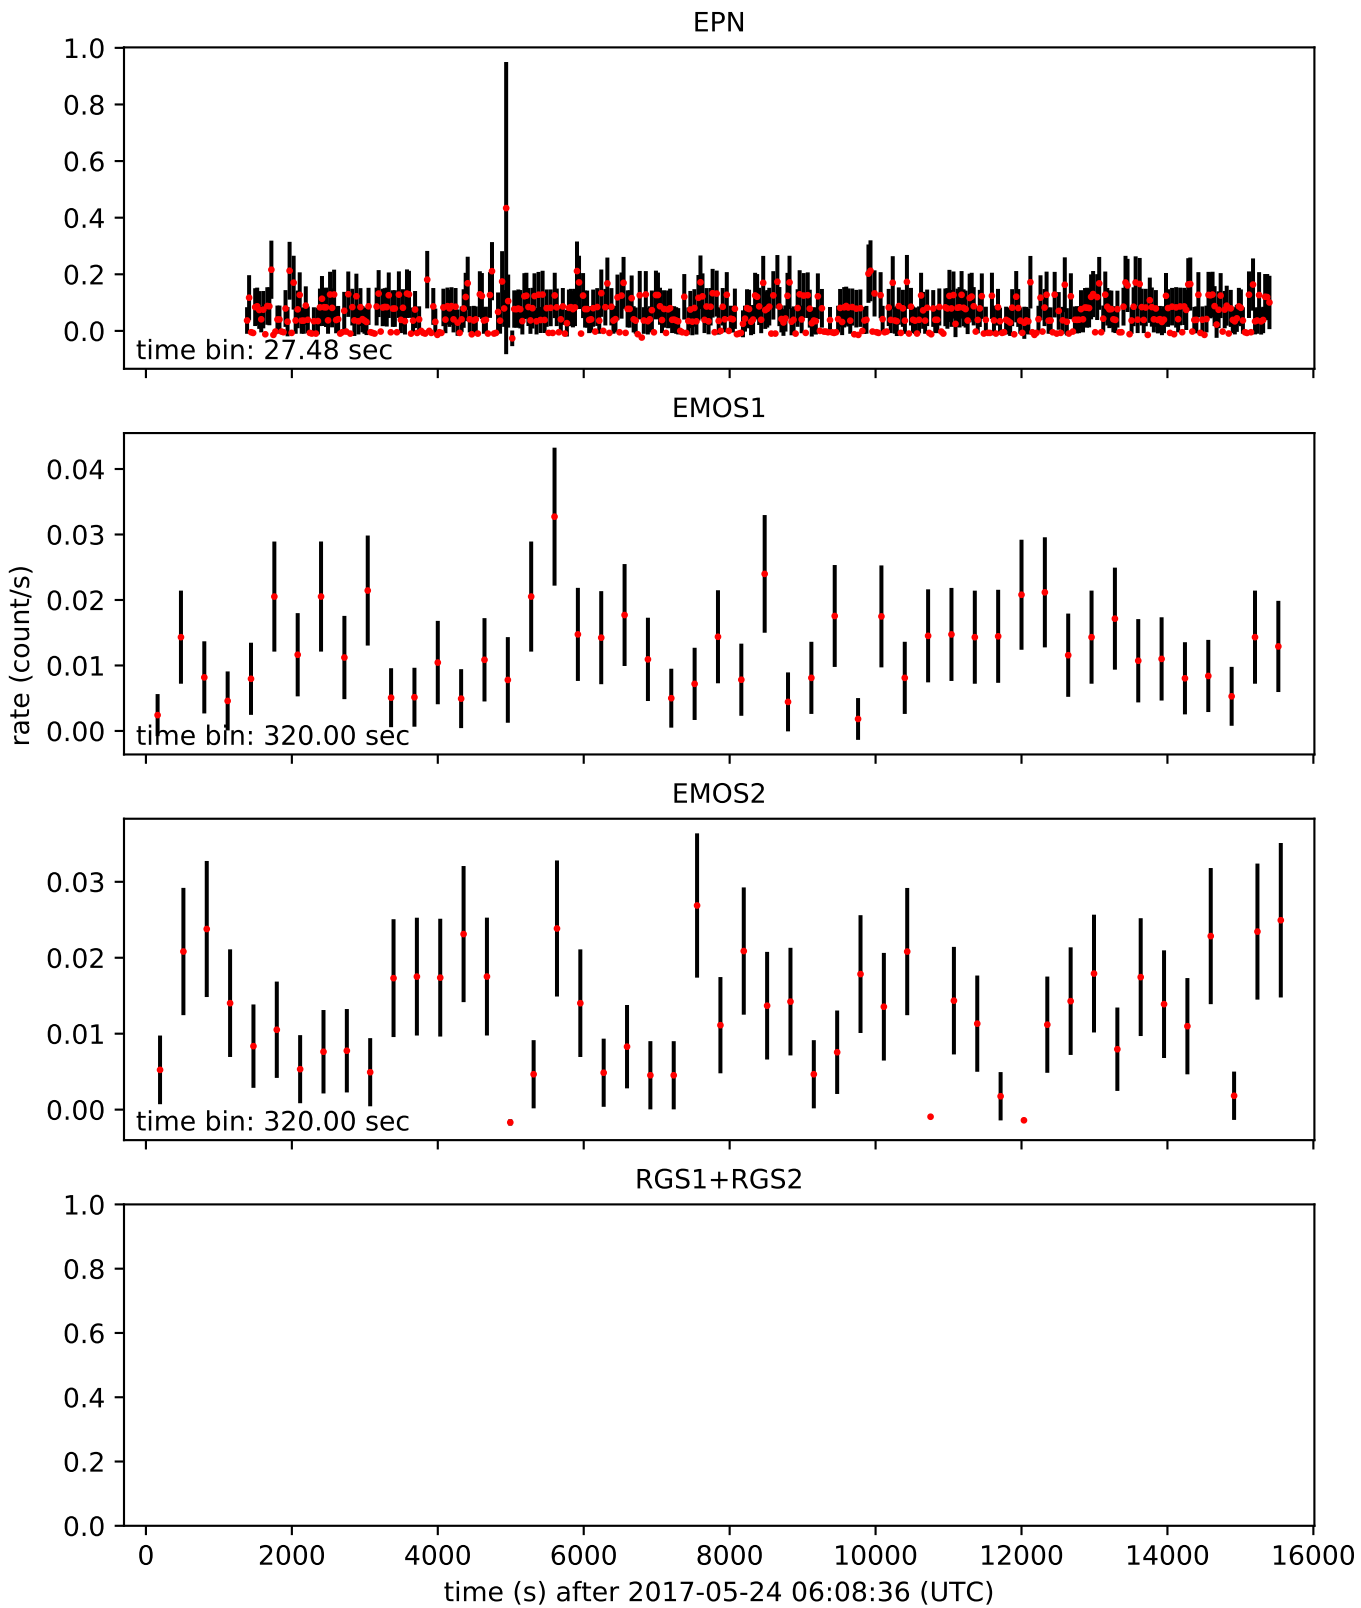 EPN
1.0
0.8
0.6
0.4
0.2
0.0
time bin: 27.48 sec
EMOS1
0.04
0.03
0.02
0.01
0.00
time bin: 320.00 sec
rate (count/s)
EMOS2
0.03
0.02
0.01
0.00
time bin: 320.00 sec
RGS1+RGS2
1.0
0.8
0.6
0.4
0.2
0.0
0 2000 4000 6000 8000 10000 12000 14000 16000
time (s) after 2017-05-24 06:08:36 (UTC)